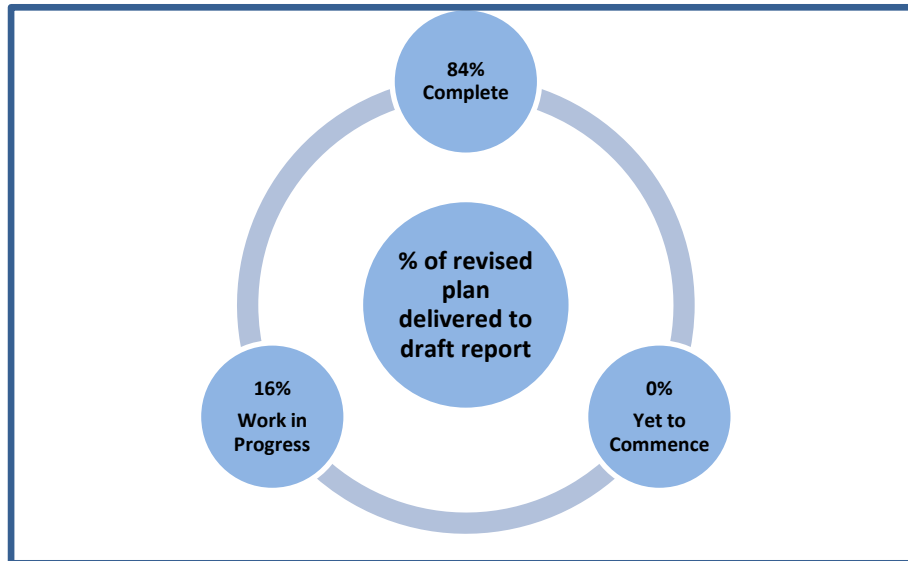 84%
Complete
% of revised
plan
delivered to
draft report
16%
Work in
Progress
0%
Yet to
Commence